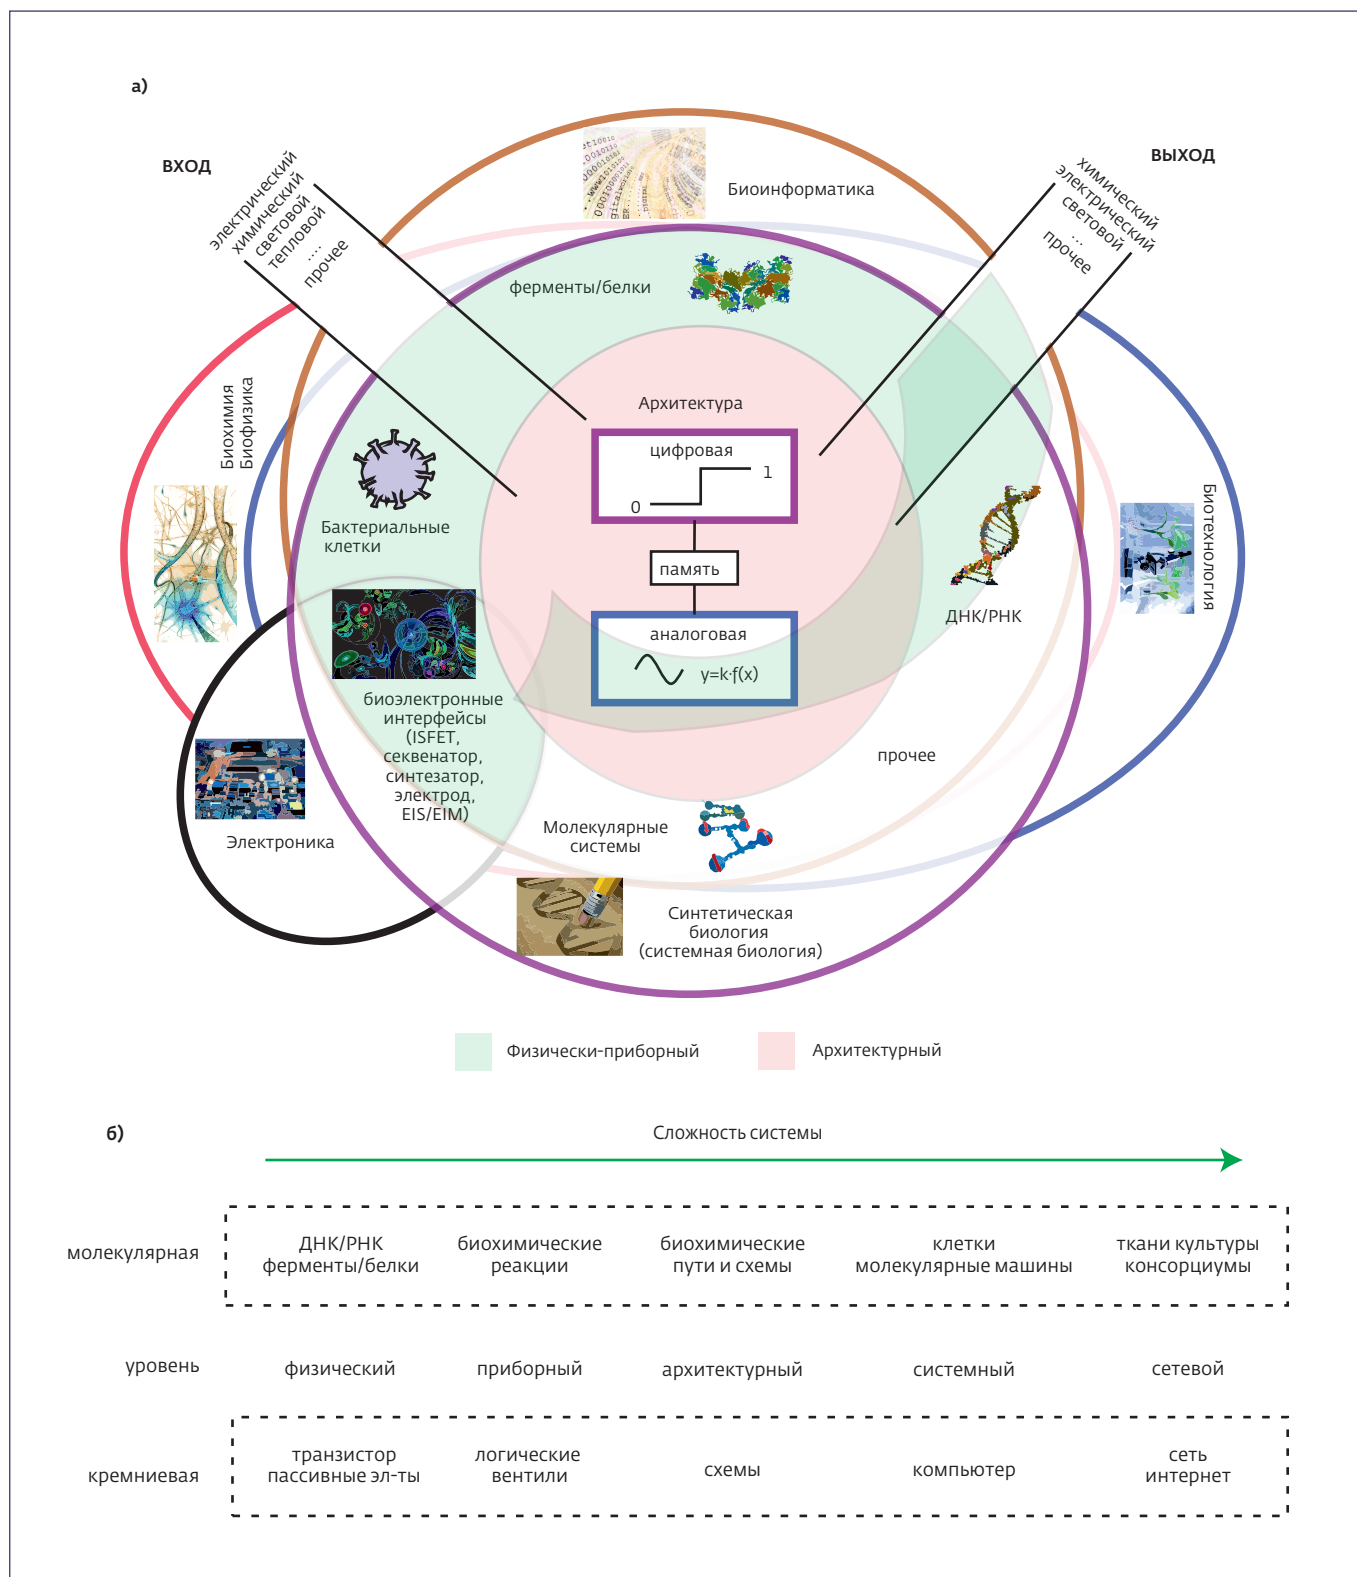 а)
ВХОД
электрический
химический
световой
тепловой
....
прочее
ВЫХОД
химический
электрический
световой
...
прочее
Биоинформатика
ферменты/белки
Биохимия
Биофизика
Архитектура
цифровая
0
1
память
аналоговая
y=k·f(x)
Бактериальные
клетки
ДНК/РНК
Биотехнология
биоэлектронные
интерфейсы
(ISFET,
секвенатор,
синтезатор,
электрод,
EIS/EIM)
прочее
Электроника
Молекулярные
системы
Синтетическая
биология
(системная биология)
Физически-приборный
Архитектурный
б)
Сложность системы
молекулярная
ДНК/РНК
ферменты/белки
биохимические
реакции
биохимические
пути и схемы
клетки
молекулярные машины
ткани культуры
консорциумы
уровень
физический
приборный
архитектурный
системный
сетевой
кремниевая
транзистор
пассивные эл-ты
логические
вентили
схемы
компьютер
сеть
интернет